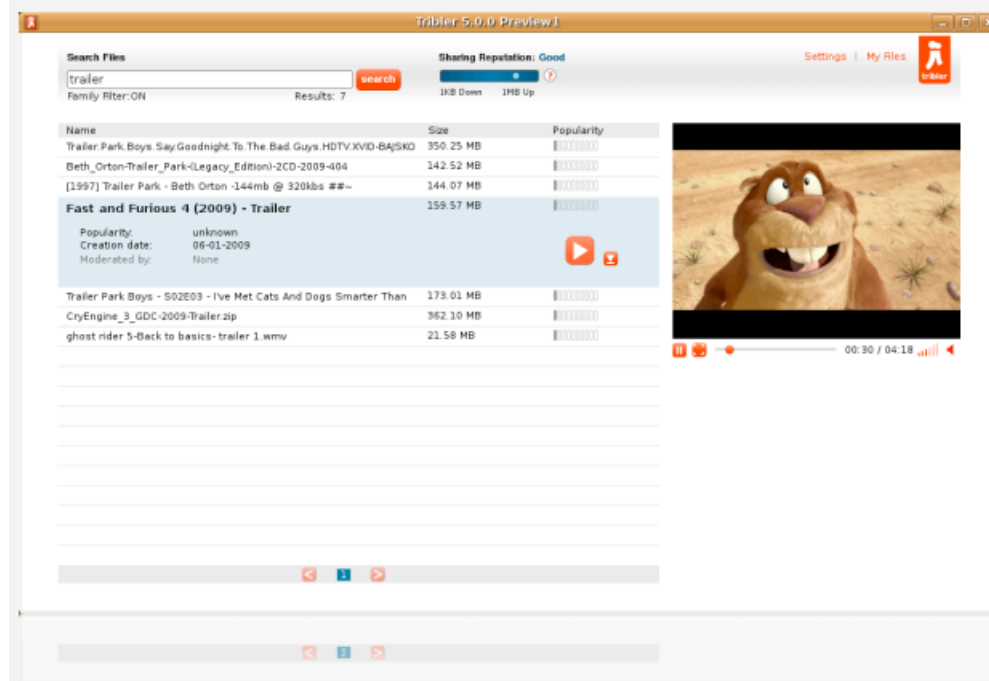 Tribler 5.0.0 Preview1
Search Files
Sharing Reputation: Good
Settings | My Files
trailer
search
?
tribler
Family Filter:ON
Results: 7
1KB Down
1MB Up
Name Size Popularity
Trailer.Park.Boys.Say.Goodnight.To.The.Bad.Guys.HDTV.XVID-BAJSKO 350.25 MB
Beth_Orton-Trailer_Park-(Legacy_Edition)-2CD-2009-404 142.52 MB
[1997] Trailer Park - Beth Orton -144mb @ 320kbs ##~ 144.07 MB
Fast and Furious 4 (2009) - Trailer 159.57 MB
Popularity: unknown
Creation date: 06-01-2009
Moderated by: None
Trailer Park Boys - S02E03 - I've Met Cats And Dogs Smarter Than 173.01 MB
CryEngine_3_GDC-2009-Trailer.zip 362.10 MB
ghost rider 5-Back to basics- trailer 1.wmv 21.58 MB
00:30 / 04:18
< 1 >